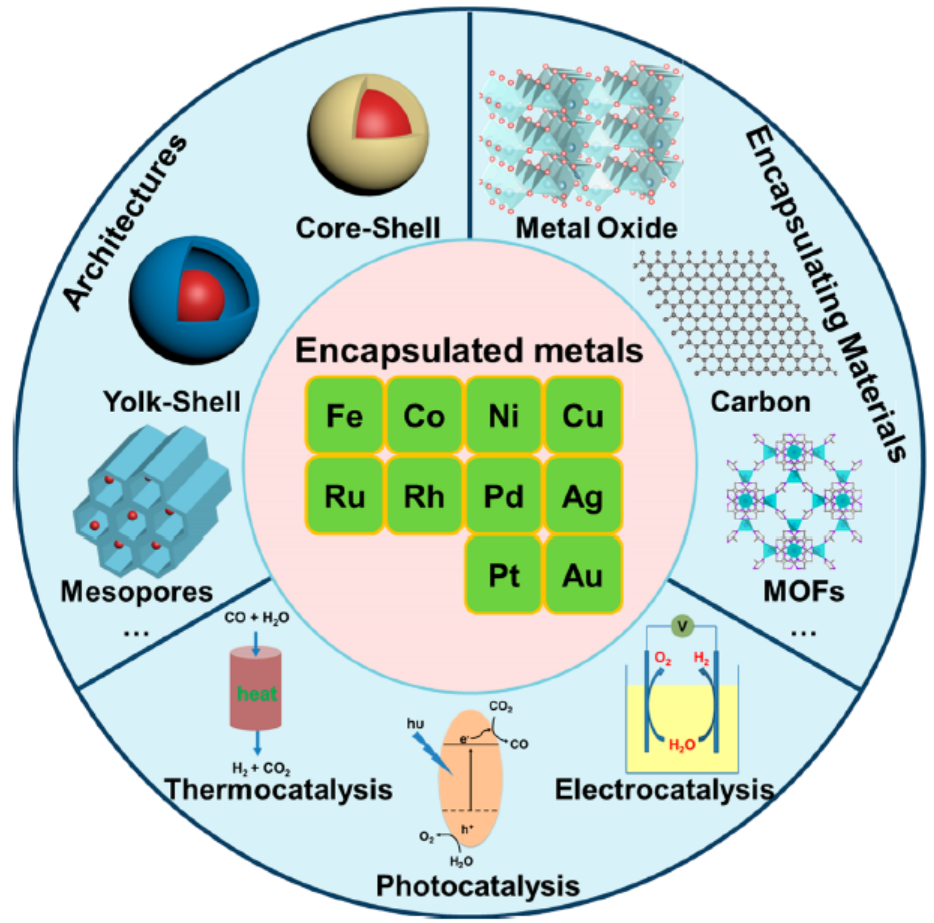 Architectures
Core-Shell
Yolk-Shell
Mesopores
...
Encapsulating Materials
Metal Oxide
Carbon
MOFs
...
Encapsulated metals
Fe Co Ni Cu
Ru Rh Pd Ag
Pt Au
CO + H₂O
heat
H₂ + CO₂
Thermocatalysis
hυ
CO₂
e⁻
CO
h⁺
O₂
H₂O
Photocatalysis
V
O₂ H₂
H₂O
Electrocatalysis